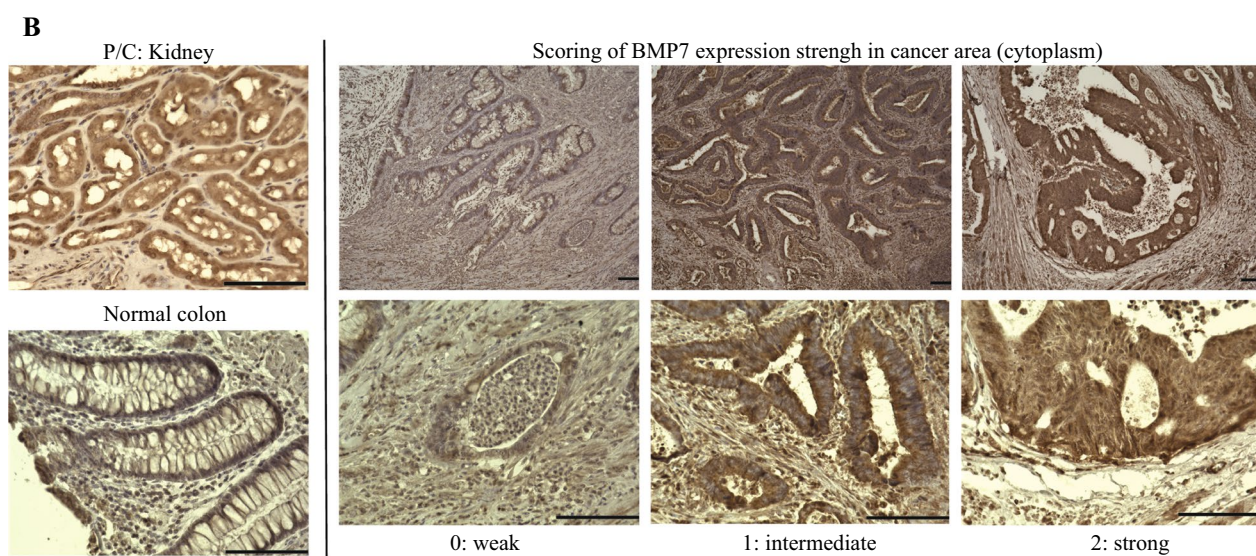 B
P/C: Kidney
Scoring of BMP7 expression strengh in cancer area (cytoplasm)
Normal colon
0: weak
1: intermediate
2: strong